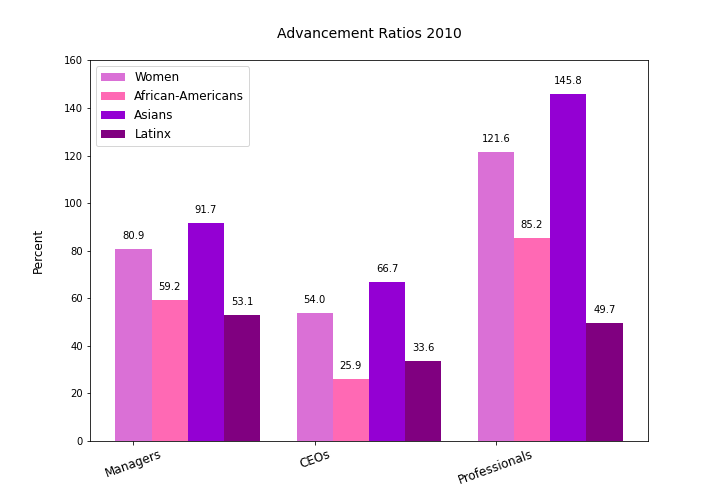 Advancement Ratios 2010
160
140
120
100
80
60
40
20
0
Percent
Women
African-Americans
Asians
Latinx
80.9
59.2
91.7
53.1
54.0
25.9
66.7
33.6
121.6
85.2
145.8
49.7
Managers
CEOs
Professionals